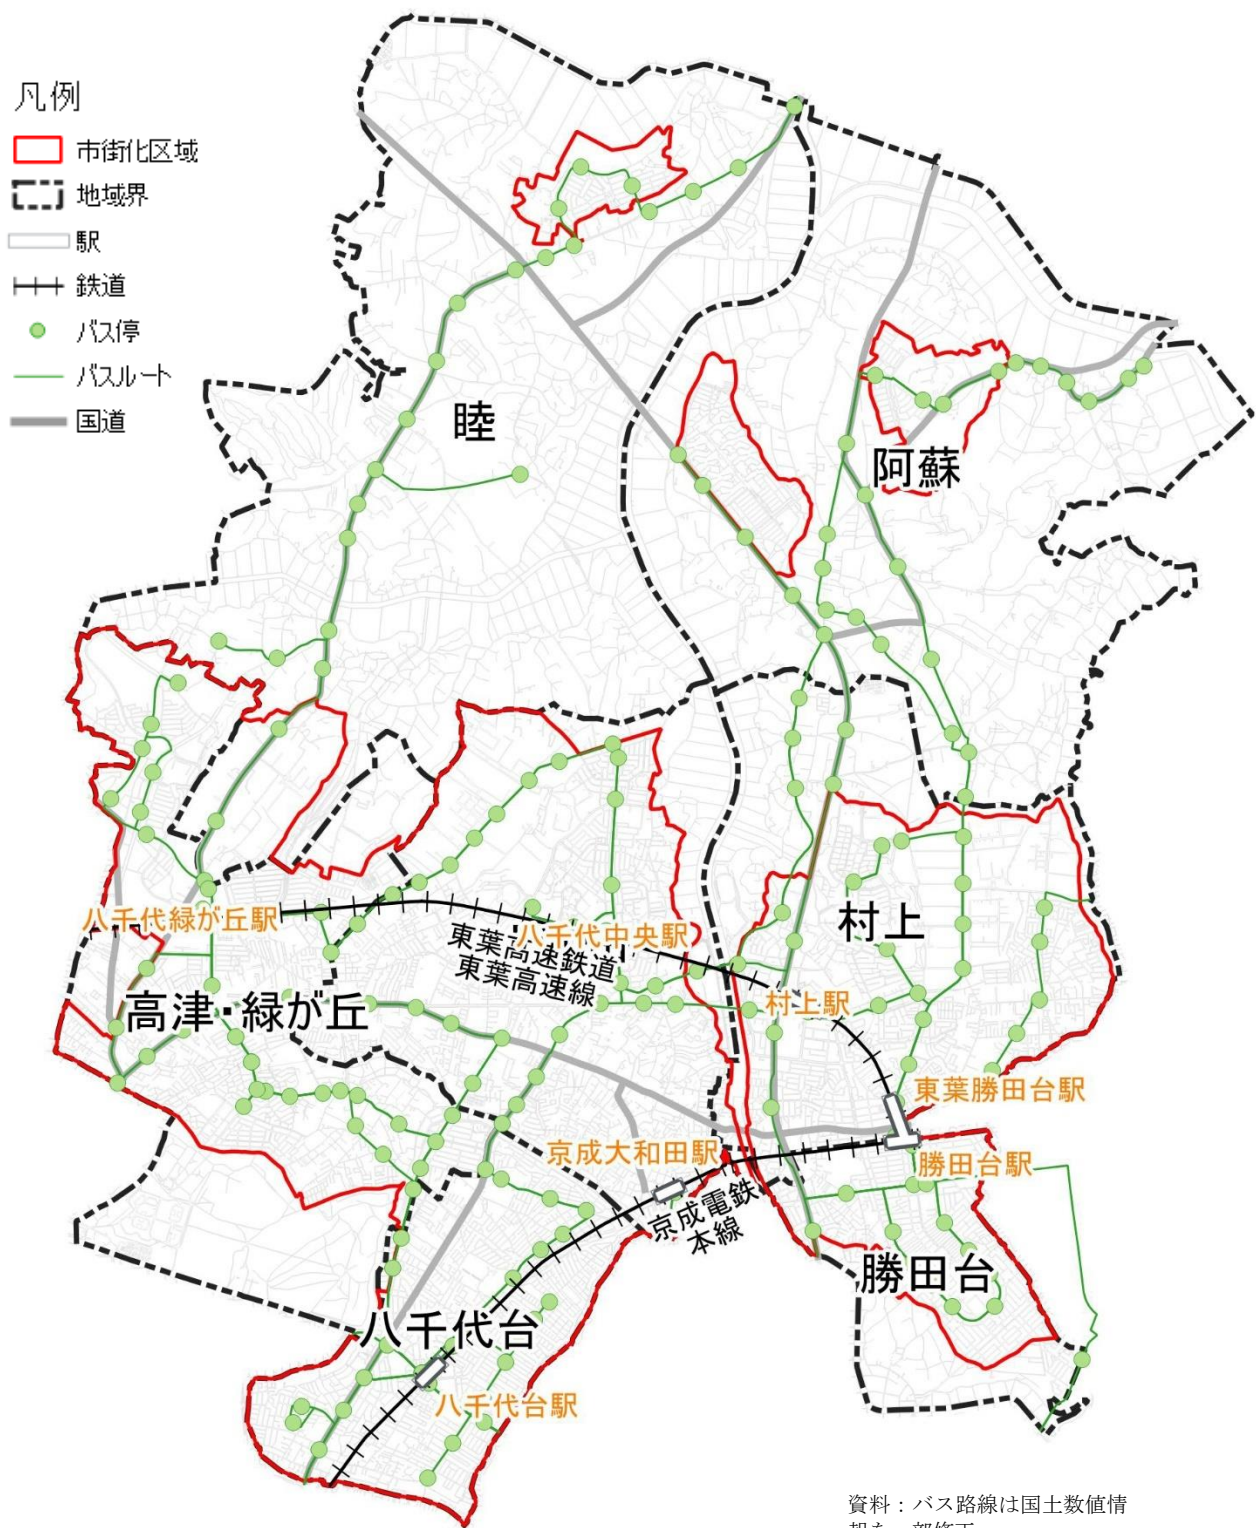 凡例
市街化区域
地域界
駅
鉄道
バス停
バスルート
国道
睦
阿蘇
八千代緑が丘駅
八千代中央駅
東葉高速鉄道
東葉高速線
村上
村上駅
高津・緑が丘
東葉勝田台駅
京成大和田駅
勝田台駅
京成電鉄
本線
勝田台
八千代台
八千代台駅
資料：バス路線は国土数値情